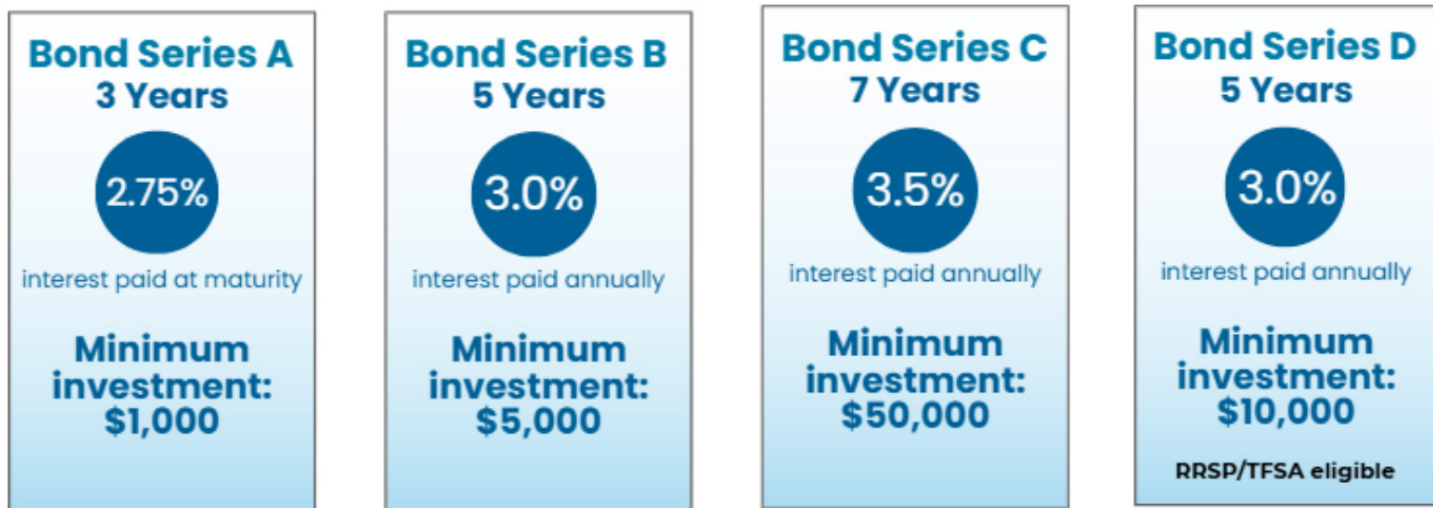 Bond Series A
3 Years
2.75%
interest paid at maturity
Minimum
investment:
$1,000
Bond Series B
5 Years
3.0%
interest paid annually
Minimum
investment:
$5,000
Bond Series C
7 Years
3.5%
interest paid annually
Minimum
investment:
$50,000
Bond Series D
5 Years
3.0%
interest paid annually
Minimum
investment:
$10,000
RRSP/TFSA eligible